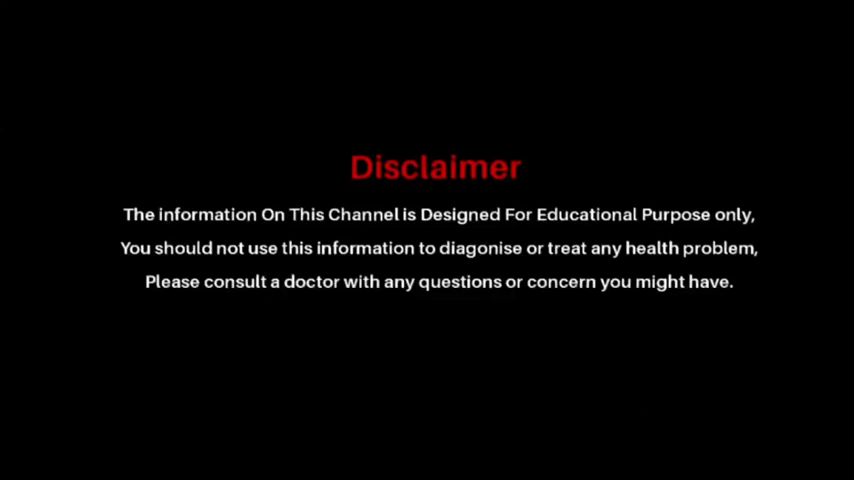 Disclaimer
The information On This Channel is Designed For Educational Purpose only,
You should not use this information to diagonise or treat any health problem,
Please consult a doctor with any questions or concern you might have.